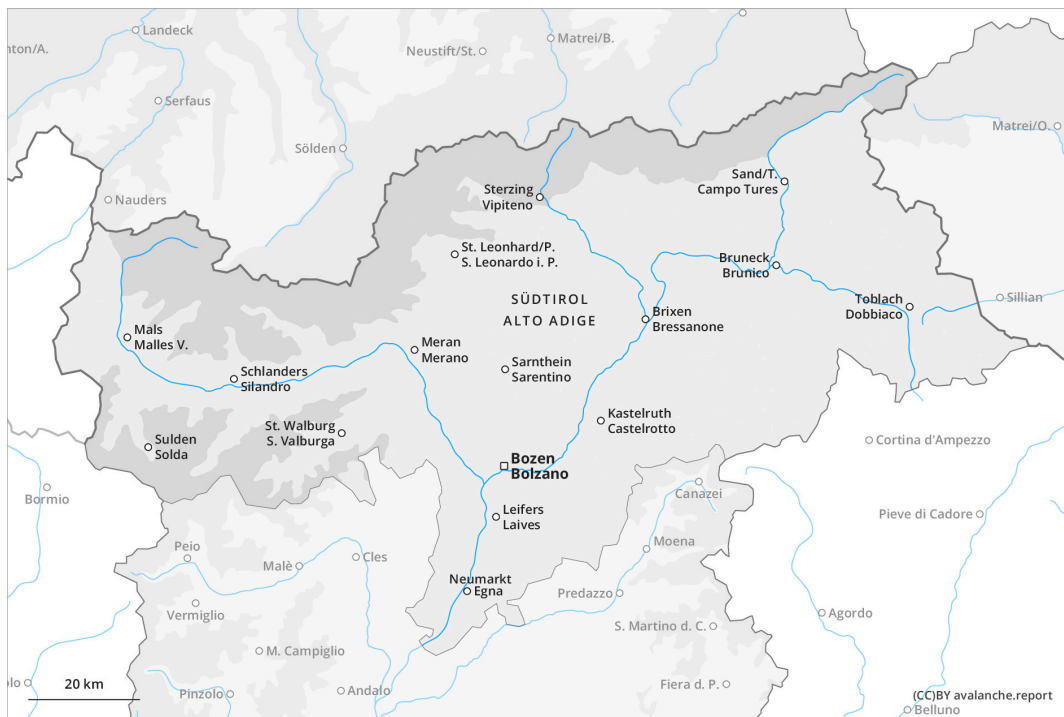 Landeck
nton/A.
Neustift/St.
Matrei/B.
Serfaus
Sölden
Matrei/O.
Nauders
Sterzing
Vipiteno
Sand/T.
Campo Tures
St. Leonhard/P.
S. Leonardo i. P.
Bruneck
Brunico
SÜDTIROL
ALTO ADIGE
Toblach
Dobbiaco
Sillian
Brixen
Bressanone
Mals
Malles V.
Meran
Merano
Sarnthein
Sarentino
Schlanders
Silandro
Kastelruth
Castelrotto
St. Walburg
S. Valburga
Sulden
Solda
Bozen
Bolzano
Cortina d'Ampezzo
Bormio
Canazei
Leifers
Laives
Pieve di Cadore
Peio
Malè
Cles
Moena
Neumarkt
Egna
Predazzo
Vermiglio
Agordo
S. Martino d. C.
M. Campiglio
olo
20 km
Pinzolo
Andalo
Fiera d. P.
(CC)BY avalanche.report
Belluno